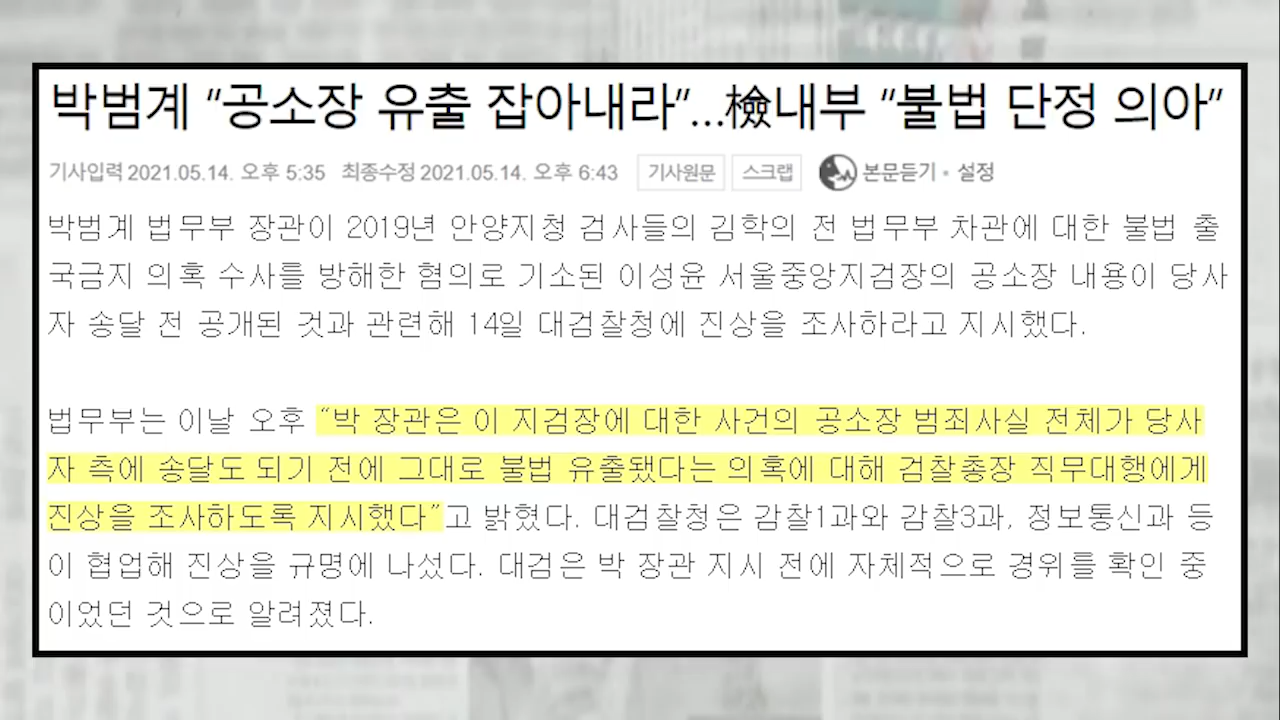 박범계 “공소장 유출 잡아내라”...檢내부 “불법 단정 의아”
기사입력 2021.05.14. 오후 5:35 최종수정 2021.05.14. 오후 6:43 기사원문 스크랩 본문듣기 • 설정
박범계 법무부 장관이 2019년 안양지청 검사들의 김학의 전 법무부 차관에 대한 불법 출
국금지 의혹 수사를 방해한 혐의로 기소된 이성윤 서울중앙지검장의 공소장 내용이 당사
자 송달 전 공개된 것과 관련해 14일 대검찰청에 진상을 조사하라고 지시했다.
법무부는 이날 오후 “박 장관은 이 지검장에 대한 사건의 공소장 범죄사실 전체가 당사
자 측에 송달도 되기 전에 그대로 불법 유출됐다는 의혹에 대해 검찰총장 직무대행에게
진상을 조사하도록 지시했다”고 밝혔다. 대검찰청은 감찰1과와 감찰3과, 정보통신과 등
이 협업해 진상을 규명에 나섰다. 대검은 박 장관 지시 전에 자체적으로 경위를 확인 중
이었던 것으로 알려졌다.